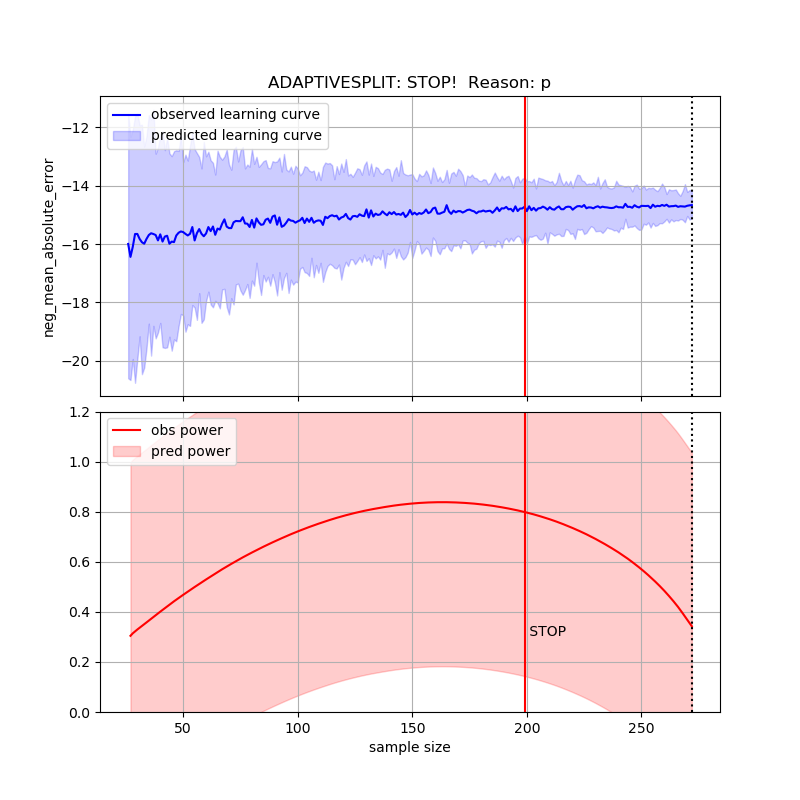 ADAPTIVESPLIT: STOP!  Reason: p
observed learning curve
predicted learning curve
neg_mean_absolute_error
−12
−14
−16
−18
−20
obs power
pred power
1.2
1.0
0.8
0.6
0.4
0.2
0.0
STOP
50 100 150 200 250
sample size